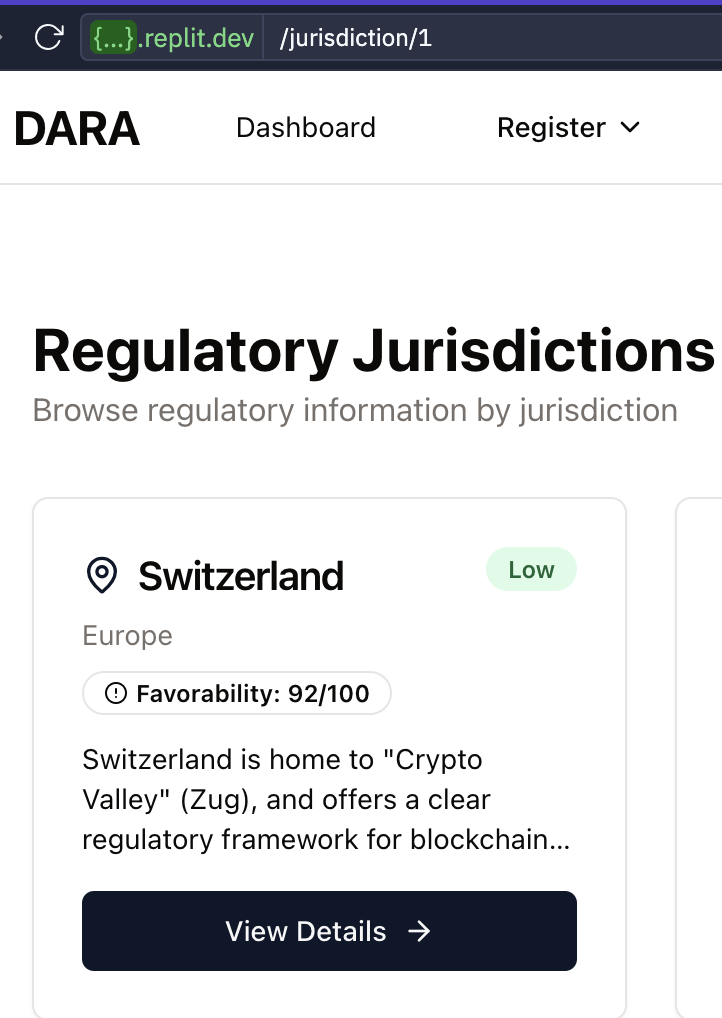 {...}.replit.dev /jurisdiction/1
DARA Dashboard Register
Regulatory Jurisdictions
Browse regulatory information by jurisdiction
Switzerland Low
Europe
Favorability: 92/100
Switzerland is home to "Crypto
Valley" (Zug), and offers a clear
regulatory framework for blockchain...
View Details →